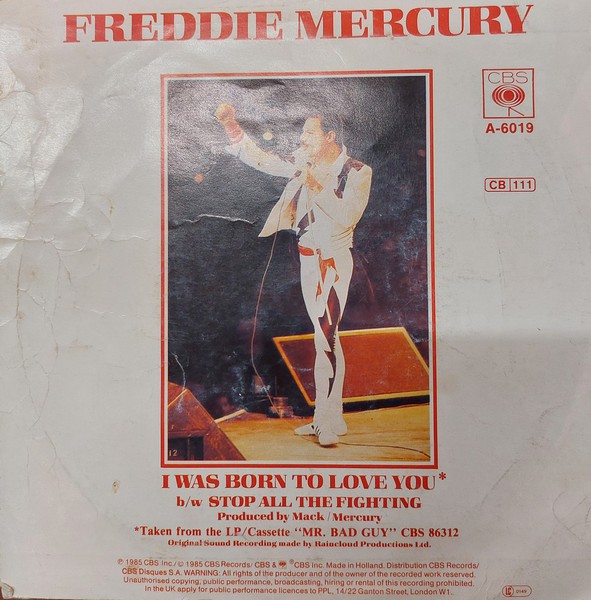 FREDDIE MERCURY
CBS
A-6019
CB 111
12
I WAS BORN TO LOVE YOU*
b/w STOP ALL THE FIGHTING
Produced by Mack/Mercury
*Taken from the LP/Cassette "MR. BAD GUY" CBS 86312
Original Sound Recording made by Raincloud Productions Ltd.
℗ 1985 CBS Inc./© 1985 CBS Records/ CBS & ® CBS Inc. Made in Holland. Distribution CBS Records/
CBS Disques S.A. WARNING: All rights of the producer and of the owner of the recorded work reserved.
Unauthorised copying, public performance, broadcasting, hiring or rental of this recording prohibited.
In the UK apply for public performance licences to PPL, 14/22 Ganton Street, London W1.